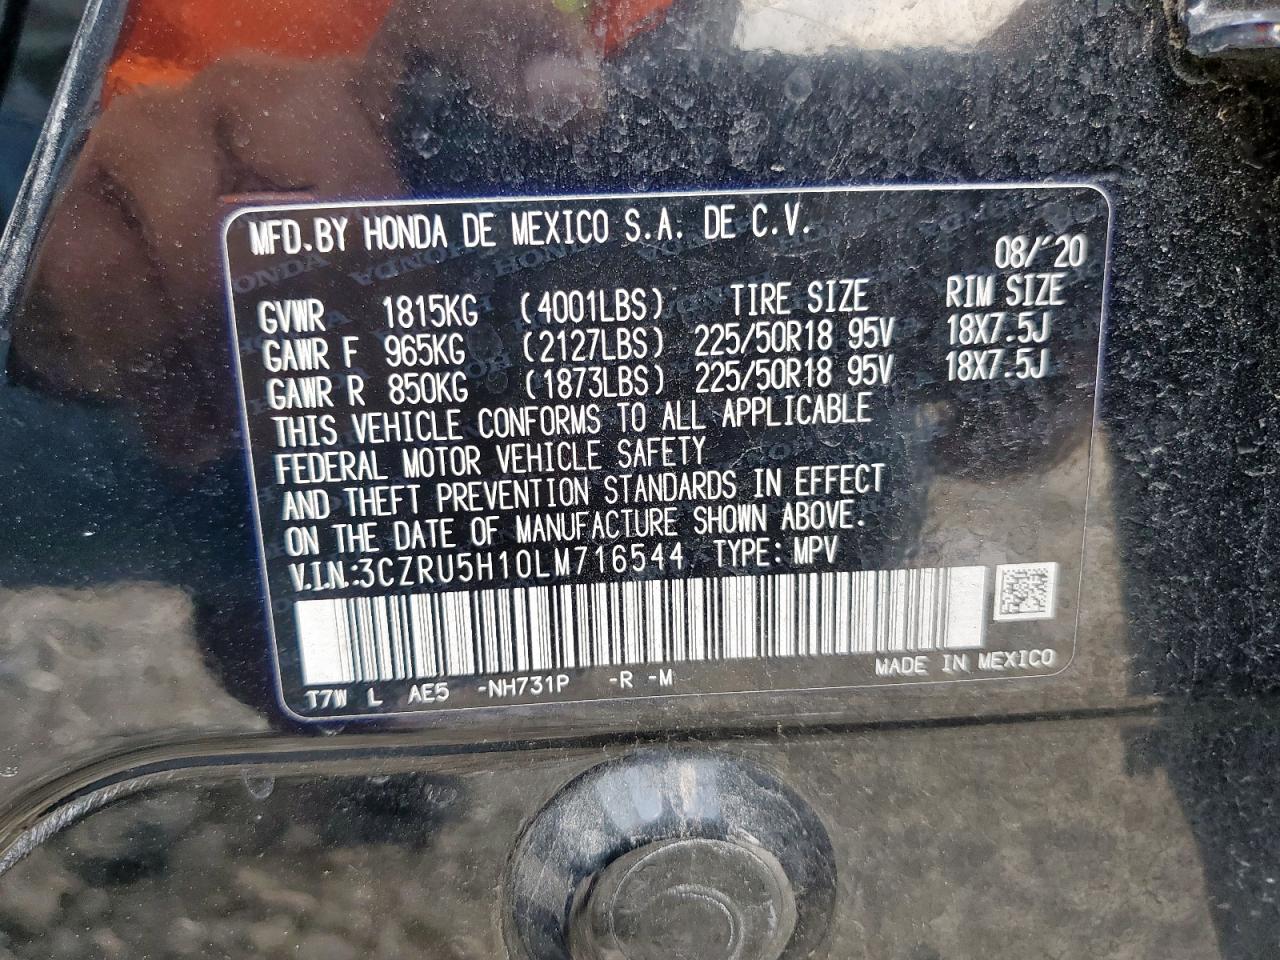 MFD.BY HONDA DE MEXICO S.A. DE C.V.
08/'20
GVWR 1815KG (4001LBS) TIRE SIZE RIM SIZE
GAWR F 965KG (2127LBS) 225/50R18 95V 18X7.5J
GAWR R 850KG (1873LBS) 225/50R18 95V 18X7.5J
THIS VEHICLE CONFORMS TO ALL APPLICABLE
FEDERAL MOTOR VEHICLE SAFETY
AND THEFT PREVENTION STANDARDS IN EFFECT
ON THE DATE OF MANUFACTURE SHOWN ABOVE.
V.I.N.:3CZRU5H10LM716544 TYPE: MPV
MADE IN MEXICO
T7W L AE5 -NH731P -R -M